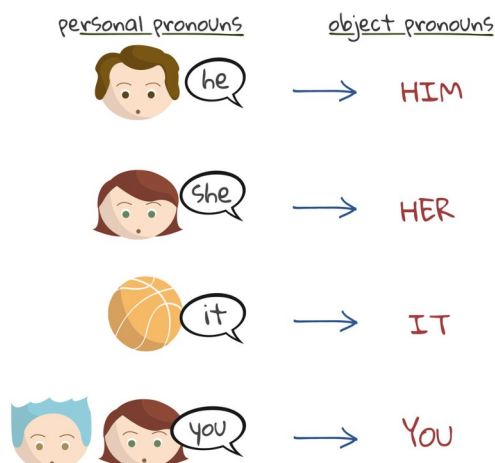 personal pronouns object pronouns
he HIM
she HER
it IT
you YOU